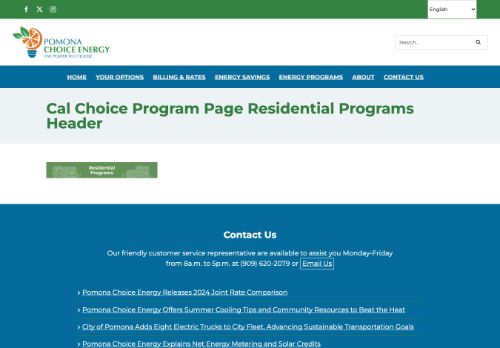 English
POMONA
CHOICE ENERGY
THE POWER TO CHOOSE
Search...
HOME YOUR OPTIONS BILLING & RATES ENERGY SAVINGS ENERGY PROGRAMS ABOUT CONTACT US
Cal Choice Program Page Residential Programs
Header
Residential
Programs
Contact Us
Our friendly customer service representative are available to assist you Monday-Friday
from 8a.m. to 5p.m. at (909) 620-2079 or Email Us
Pomona Choice Energy Releases 2024 Joint Rate Comparison
Pomona Choice Energy Offers Summer Cooling Tips and Community Resources to Beat the Heat
City of Pomona Adds Eight Electric Trucks to City Fleet, Advancing Sustainable Transportation Goals
Pomona Choice Energy Explains Net Energy Metering and Solar Credits